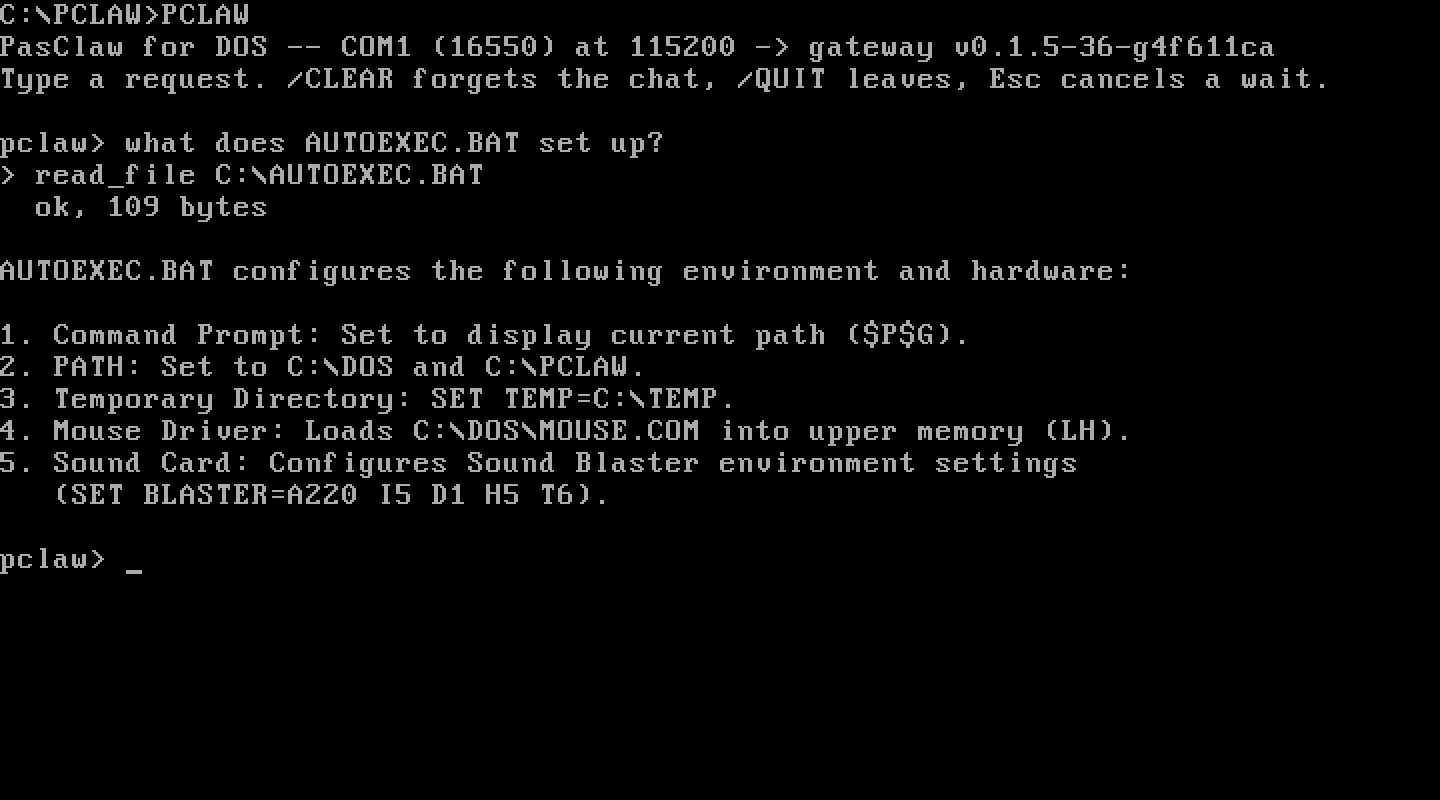 C:\PCLAW>PCLAW
PasClaw for DOS -- COM1 (16550) at 115200 -> gateway v0.1.5-36-g4f611ca
Type a request. /CLEAR forgets the chat, /QUIT leaves, Esc cancels a wait.

pclaw> what does AUTOEXEC.BAT set up?
> read_file C:\AUTOEXEC.BAT
  ok, 109 bytes

AUTOEXEC.BAT configures the following environment and hardware:

1. Command Prompt: Set to display current path ($P$G).
2. PATH: Set to C:\DOS and C:\PCLAW.
3. Temporary Directory: SET TEMP=C:\TEMP.
4. Mouse Driver: Loads C:\DOS\MOUSE.COM into upper memory (LH).
5. Sound Card: Configures Sound Blaster environment settings
   (SET BLASTER=A220 I5 D1 H5 T6).

pclaw> _